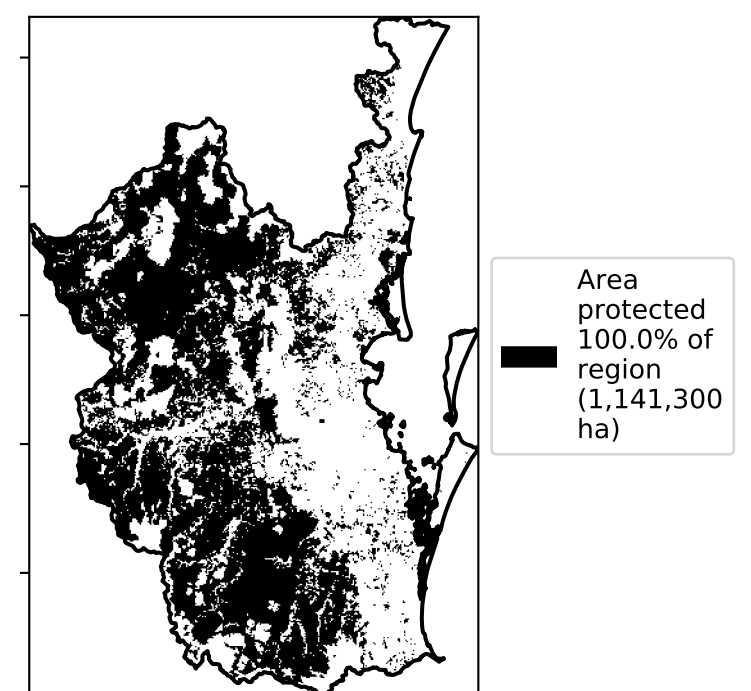 Area
protected
100.0% of
region
(1,141,300
ha)